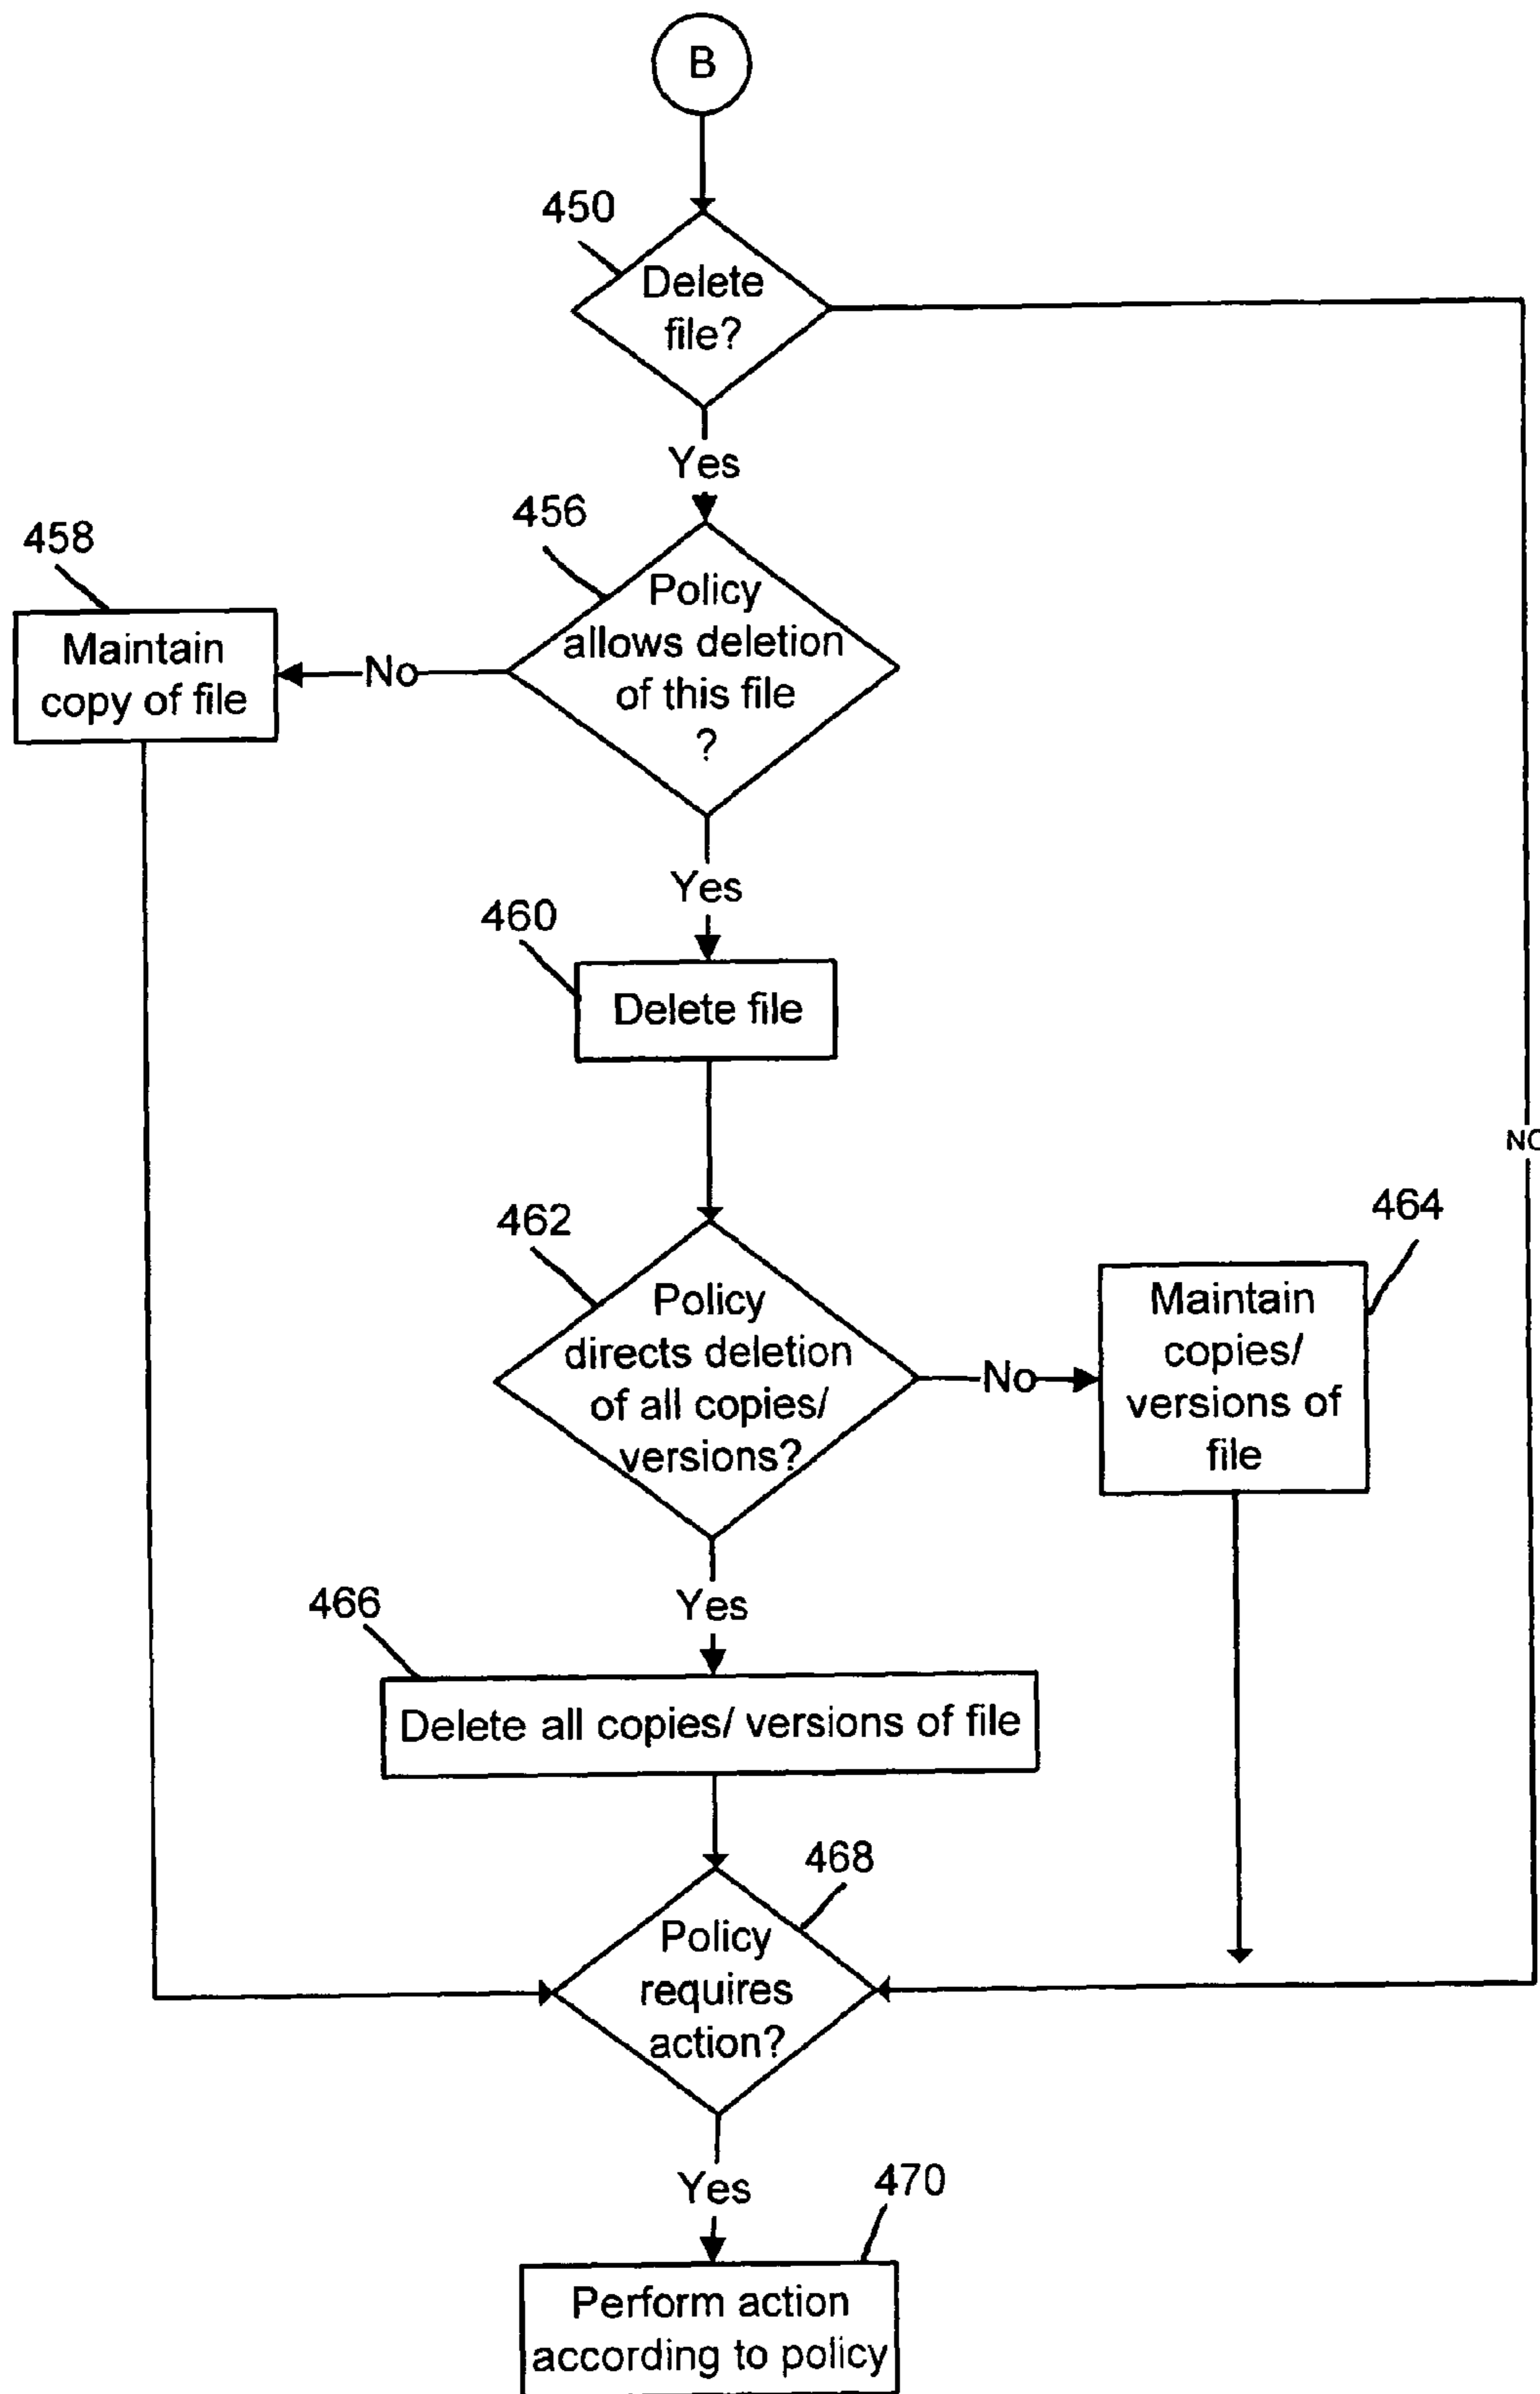 B
450
Delete
file?
Yes
456
458
Policy
allows deletion
of this file
?
Maintain
copy of file
No
Yes
460
Delete file
NO
462
464
Policy
directs deletion
of all copies/
versions?
No
Maintain
copies/
versions of
file
Yes
466
Delete all copies/ versions of file
468
Policy
requires
action?
Yes
470
Perform action
according to policy